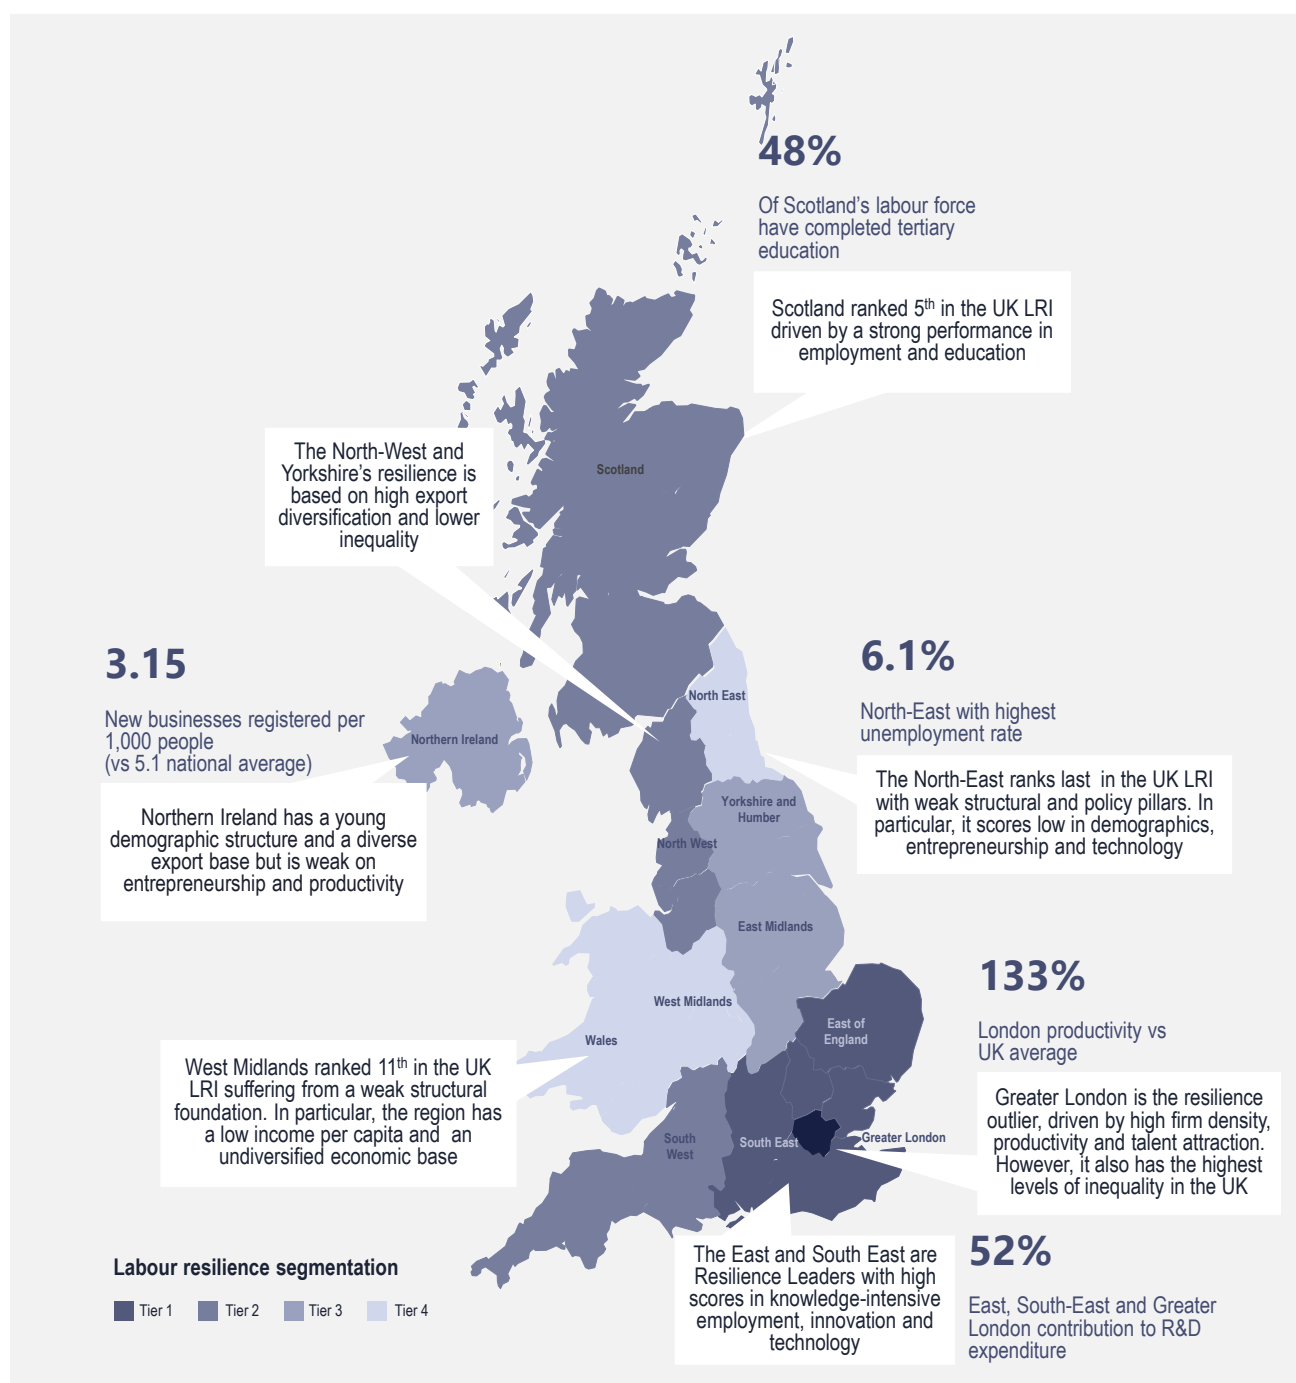 48%
Of Scotland’s labour force
have completed tertiary
education
Scotland ranked 5th in the UK LRI
driven by a strong performance in
employment and education
The North-West and
Yorkshire’s resilience is
based on high export
diversification and lower
inequality
Scotland
3.15
New businesses registered per
1,000 people
(vs 5.1 national average)
Northern Ireland
Northern Ireland has a young
demographic structure and a diverse
export base but is weak on
entrepreneurship and productivity
6.1%
North-East with highest
unemployment rate
North East
The North-East ranks last  in the UK LRI
with weak structural and policy pillars. In
particular, it scores low in demographics,
entrepreneurship and technology
Yorkshire and
Humber
North West
East Midlands
West Midlands
Wales
East of
England
133%
London productivity vs
UK average
West Midlands ranked 11th in the UK
LRI suffering from a weak structural
foundation. In particular, the region has
a low income per capita and  an
undiversified economic base
South
West
South East
Greater London
Greater London is the resilience
outlier, driven by high firm density,
productivity and talent attraction.
However, it also has the highest
levels of inequality in the UK
The East and South East are
Resilience Leaders with high
scores in knowledge-intensive
employment, innovation and
technology
52%
East, South-East and Greater
London contribution to R&D
expenditure
Labour resilience segmentation
Tier 1 Tier 2 Tier 3 Tier 4